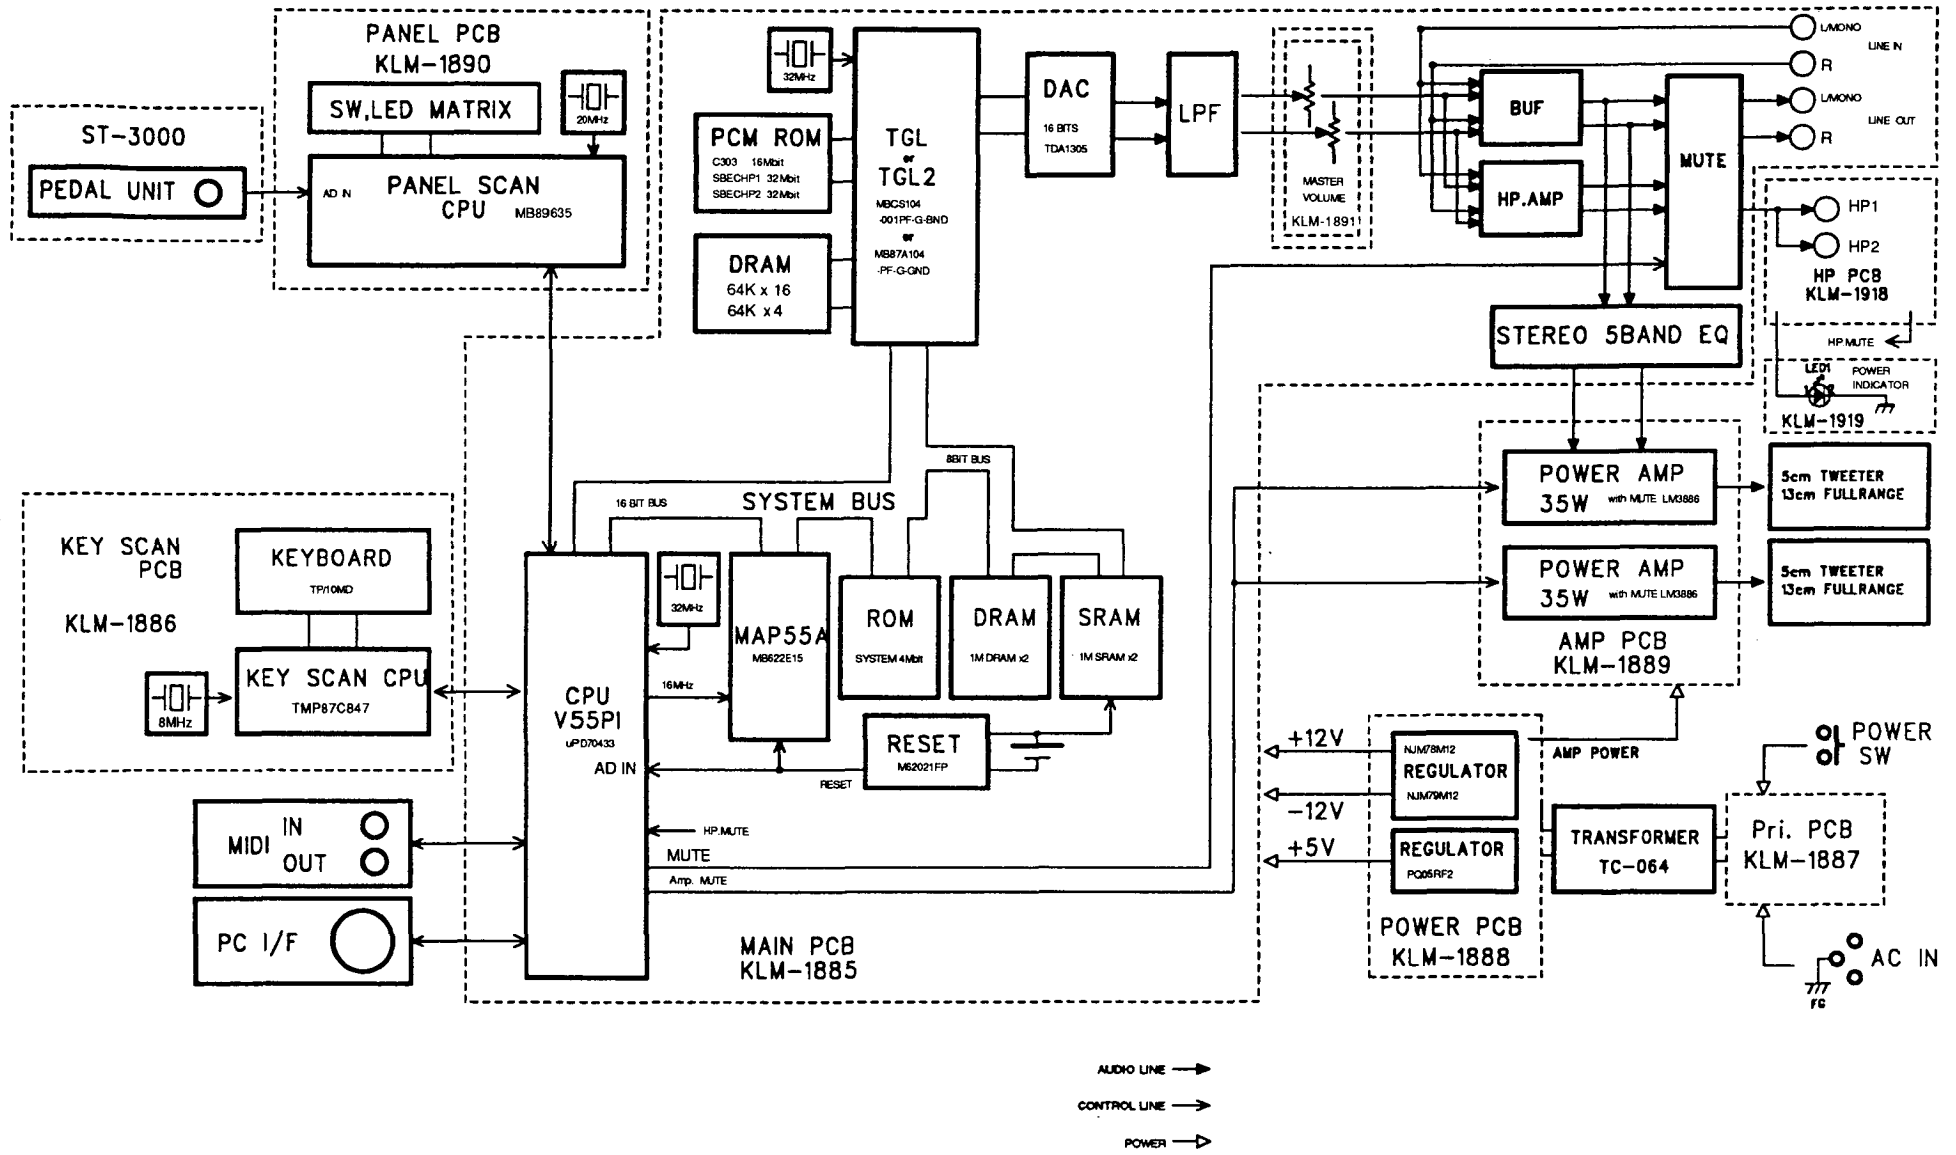 PANEL PCB
KLM-1890
SW,LED MATRIX
20MHz
ST-3000
PEDAL UNIT
AD IN
PANEL SCAN
CPU MB89635
32MHz
PCM ROM
C303 16Mbit
SBECHP1 32Mbit
SBECHP2 32Mbit
DRAM
64K x 16
64K x 4
TGL
or
TGL2
MBCS104
-001PF-G-BND
or
MB87A104
-PF-G-GND
DAC
16 BITS
TDA1305
LPF
MASTER
VOLUME
KLM-1891
BUF
HP.AMP
MUTE
L/MONO
LINE IN
R
L/MONO
LINE OUT
R
HP1
HP2
HP PCB
KLM-1918
HP.MUTE
STEREO 5BAND EQ
LED1
POWER
INDICATOR
KLM-1919
POWER AMP
35W with MUTE LM3886
5cm TWEETER
13cm FULLRANGE
POWER AMP
35W with MUTE LM3886
5cm TWEETER
13cm FULLRANGE
AMP PCB
KLM-1889
KEY SCAN
PCB
KLM-1886
KEYBOARD
TP/10MD
KEY SCAN CPU
TMP87C847
8MHz
8BIT BUS
16 BIT BUS
SYSTEM BUS
CPU
V55PI
uPD70433
AD IN
32MHz
16MHz
MAP55A
MB622E15
ROM
SYSTEM 4Mbit
DRAM
1M DRAM x2
SRAM
1M SRAM x2
RESET
M62021FP
RESET
HP.MUTE
MUTE
Amp. MUTE
MIDI
IN
OUT
PC I/F
MAIN PCB
KLM-1885
+12V
-12V
+5V
NJM78M12
REGULATOR
NJM79M12
REGULATOR
PQ05RF2
POWER PCB
KLM-1888
AMP POWER
TRANSFORMER
TC-064
Pri. PCB
KLM-1887
POWER
SW
AC IN
FG
AUDIO LINE
CONTROL LINE
POWER